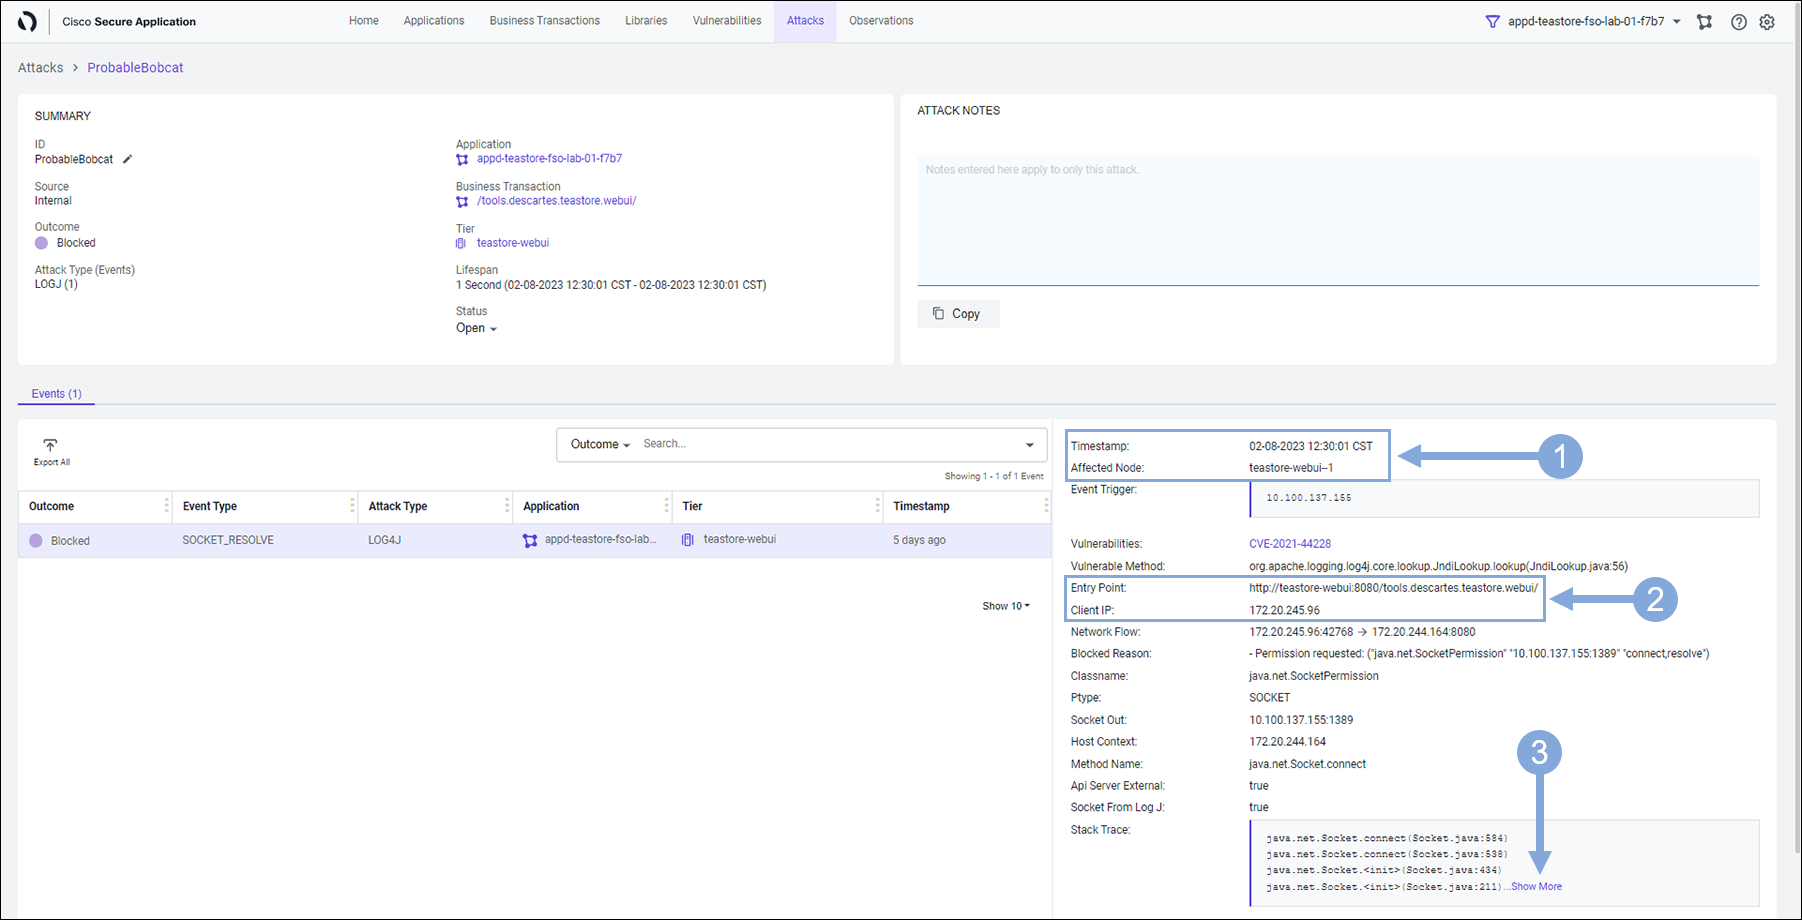 Cisco Secure Application
Home
Applications
Business Transactions
Libraries
Vulnerabilities
Attacks
Observations
appd-teastore-fso-lab-01-f7b7
Attacks > ProbableBobcat
SUMMARY
ID
ProbableBobcat
Source
Internal
Outcome
Blocked
Attack Type (Events)
LOGJ (1)
Application
appd-teastore-fso-lab-01-f7b7
Business Transaction
/tools.descartes.teastore.webui/
Tier
teastore-webui
Lifespan
1 Second (02-08-2023 12:30:01 CST - 02-08-2023 12:30:01 CST)
Status
Open
ATTACK NOTES
Notes entered here apply to only this attack.
Copy
Events (1)
Export All
Outcome
Search...
Showing 1 - 1 of 1 Event
Outcome Event Type Attack Type Application Tier Timestamp
Blocked SOCKET_RESOLVE LOG4J appd-teastore-fso-lab... teastore-webui 5 days ago
Show 10
Timestamp: 02-08-2023 12:30:01 CST
Affected Node: teastore-webui--1
1
Event Trigger: 10.100.137.155
Vulnerabilities: CVE-2021-44228
Vulnerable Method: org.apache.logging.log4j.core.lookup.JndiLookup.lookup(JndiLookup.java:56)
Entry Point: http://teastore-webui:8080/tools.descartes.teastore.webui/
Client IP: 172.20.245.96
2
Network Flow: 172.20.245.96:42768 → 172.20.244.164:8080
Blocked Reason: - Permission requested: ("java.net.SocketPermission" "10.100.137.155:1389" "connect,resolve")
Classname: java.net.SocketPermission
Ptype: SOCKET
Socket Out: 10.100.137.155:1389
Host Context: 172.20.244.164
Method Name: java.net.Socket.connect
Api Server External: true
Socket From Log J: true
3
Stack Trace: java.net.Socket.connect(Socket.java:584)
java.net.Socket.connect(Socket.java:538)
java.net.Socket.<init>(Socket.java:434)
java.net.Socket.<init>(Socket.java:211)...Show More